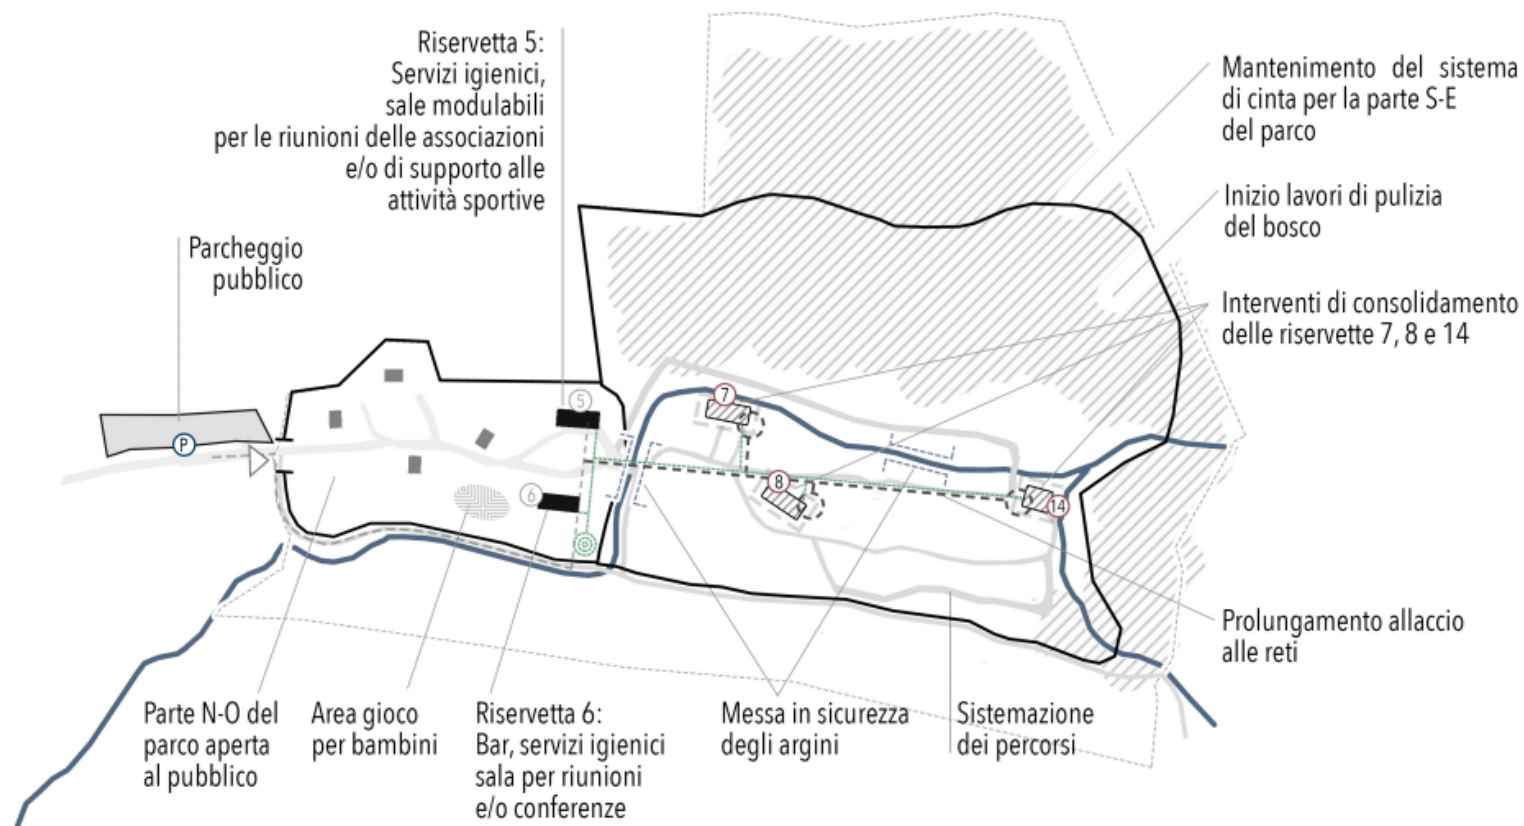 Riservetta 5:
Servizi igienici,
sale modulabili
per le riunioni delle associazioni
e/o di supporto alle
attività sportive
Mantenimento del sistema
di cinta per la parte S-E
del parco
Inizio lavori di pulizia
del bosco
Parcheggio
pubblico
Interventi di consolidamento
delle riservette 7, 8 e 14
7
5
P
8
6
14
Prolungamento allaccio
alle reti
Parte N-O del
parco aperta
al pubblico
Area gioco
per bambini
Riservetta 6:
Bar, servizi igienici
sala per riunioni
e/o conferenze
Messa in sicurezza
degli argini
Sistemazione
dei percorsi